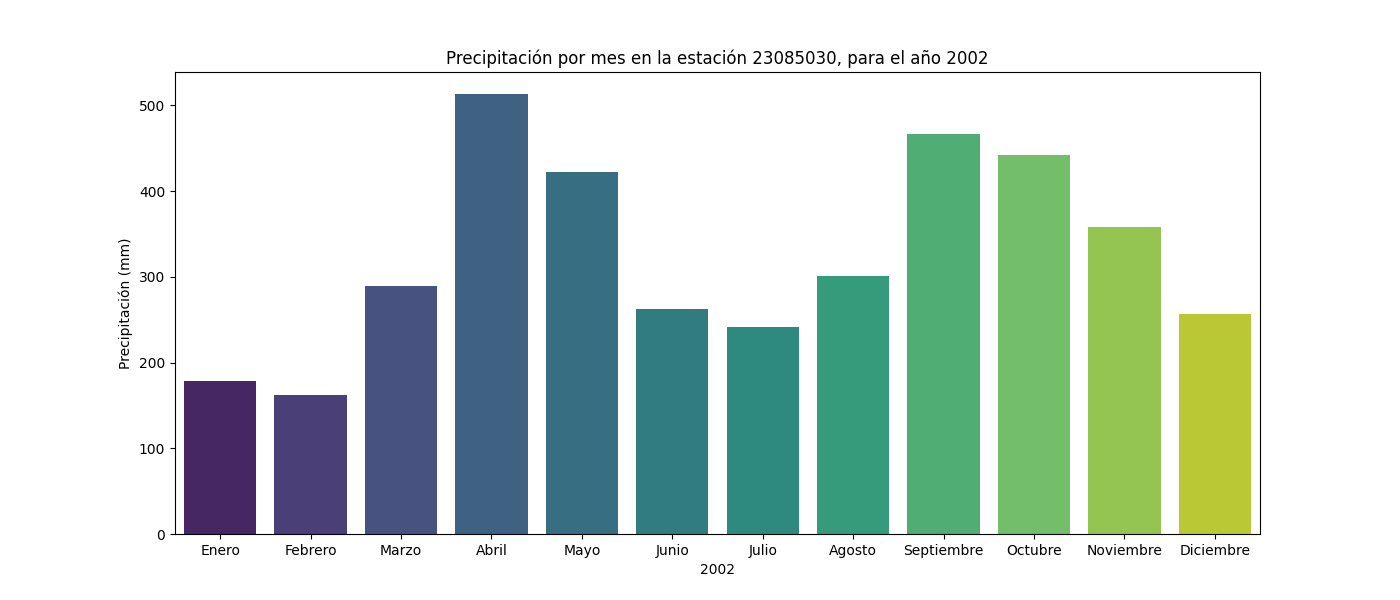 Precipitación por mes en la estación 23085030, para el año 2002
Precipitación (mm)
500
400
300
200
100
0
Enero Febrero Marzo Abril Mayo Junio Julio Agosto Septiembre Octubre Noviembre Diciembre
2002